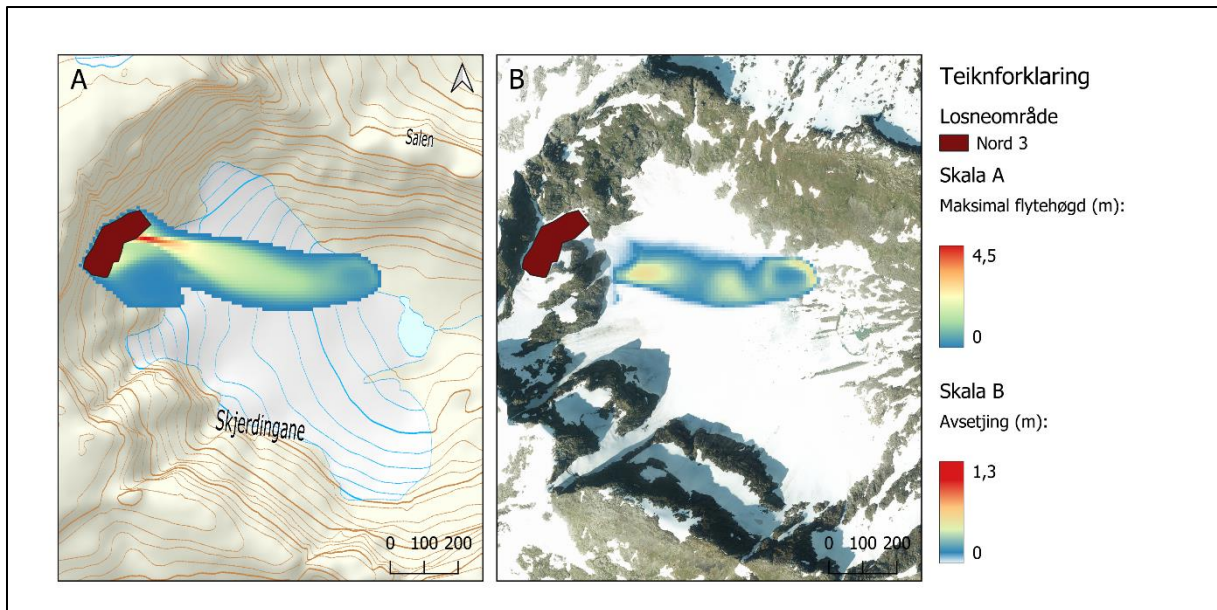 A
Salen
Skjerdingane
0 100 200
B
0 100 200
Teiknforklaring
Losneområde
Nord 3
Skala A
Maksimal flytehøgd (m):
4,5
0
Skala B
Avsetjing (m):
1,3
0